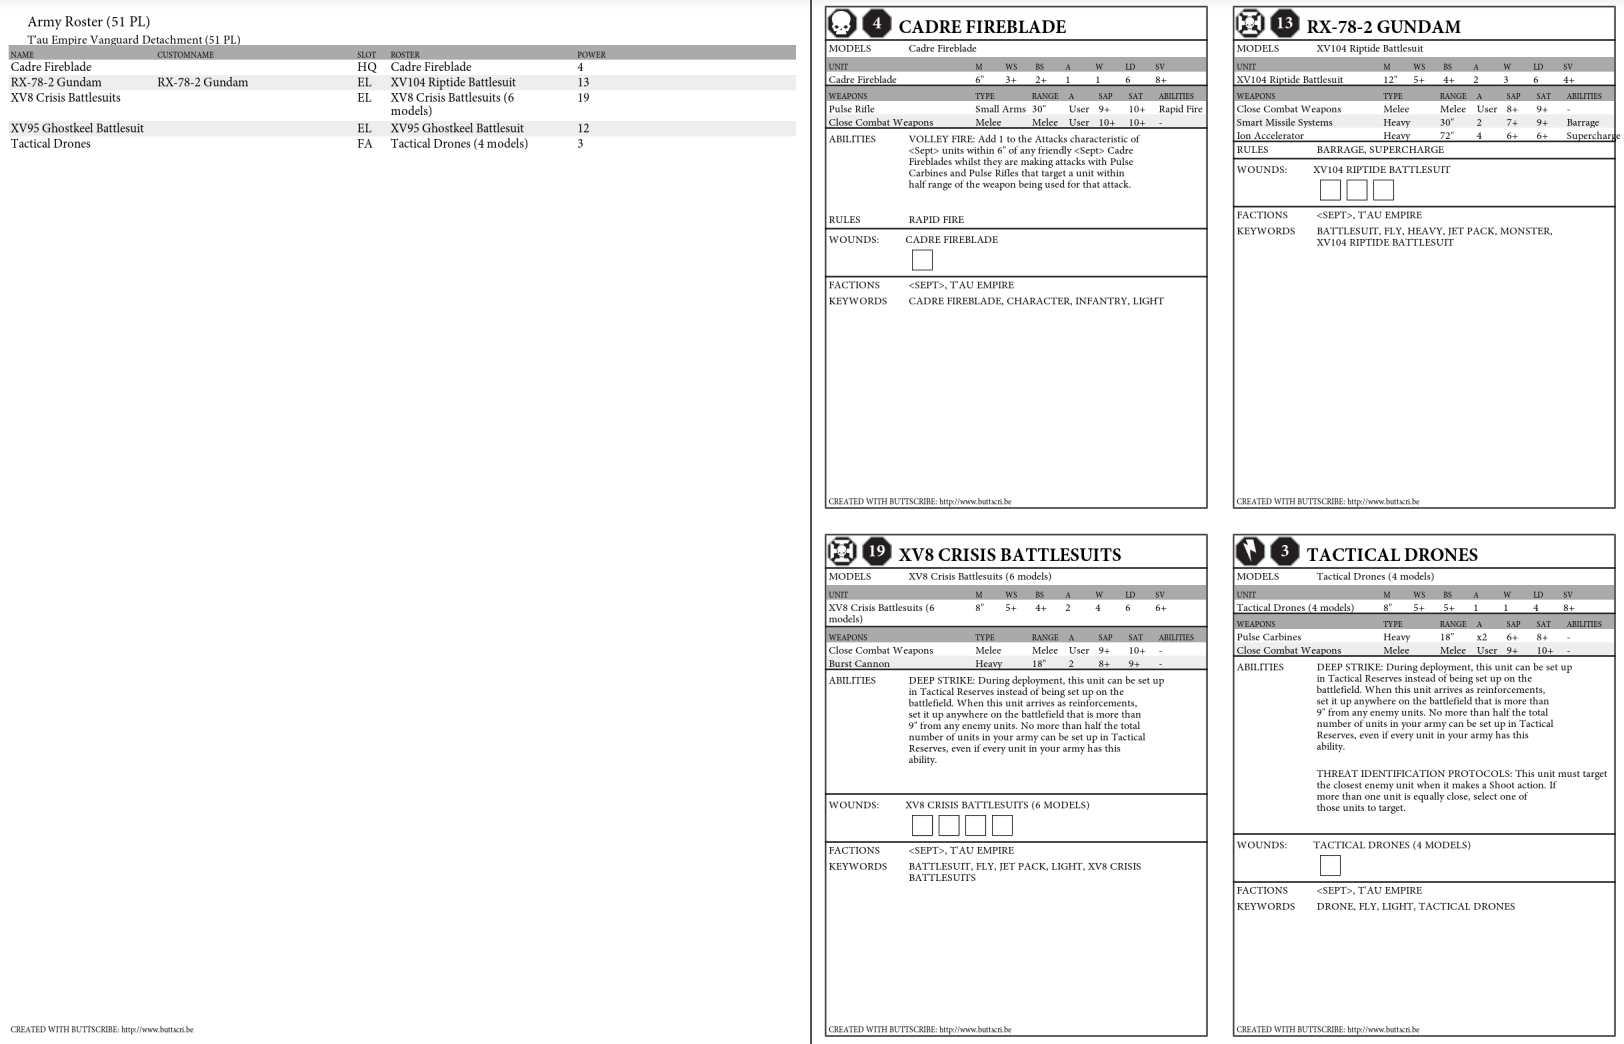 Army Roster (51 PL)
T'au Empire Vanguard Detachment (51 PL)
NAME CUSTOMNAME SLOT ROSTER POWER
Cadre Fireblade HQ Cadre Fireblade 4
RX-78-2 Gundam RX-78-2 Gundam EL XV104 Riptide Battlesuit 13
XV8 Crisis Battlesuits EL XV8 Crisis Battlesuits (6 19
models)
XV95 Ghostkeel Battlesuit EL XV95 Ghostkeel Battlesuit 12
Tactical Drones FA Tactical Drones (4 models) 3
CREATED WITH BUTTSCRIBE: http://www.buttscri.be
4 CADRE FIREBLADE
MODELS Cadre Fireblade
UNIT M WS BS A W LD SV
Cadre Fireblade 6" 3+ 2+ 1 1 6 8+
WEAPONS TYPE RANGE A SAP SAT ABILITIES
Pulse Rifle Small Arms 30" User 9+ 10+ Rapid Fire
Close Combat Weapons Melee Melee User 10+ 10+ -
ABILITIES VOLLEY FIRE: Add 1 to the Attacks characteristic of
<Sept> units within 6" of any friendly <Sept> Cadre
Fireblades whilst they are making attacks with Pulse
Carbines and Pulse Rifles that target a unit within
half range of the weapon being used for that attack.
RULES RAPID FIRE
WOUNDS: CADRE FIREBLADE
FACTIONS <SEPT>, T'AU EMPIRE
KEYWORDS CADRE FIREBLADE, CHARACTER, INFANTRY, LIGHT
CREATED WITH BUTTSCRIBE: http://www.buttscri.be
13 RX-78-2 GUNDAM
MODELS XV104 Riptide Battlesuit
UNIT M WS BS A W LD SV
XV104 Riptide Battlesuit 12" 5+ 4+ 2 3 6 4+
WEAPONS TYPE RANGE A SAP SAT ABILITIES
Close Combat Weapons Melee Melee User 8+ 9+ -
Smart Missile Systems Heavy 30" 2 7+ 9+ Barrage
Ion Accelerator Heavy 72" 4 6+ 6+ Supercharge
RULES BARRAGE, SUPERCHARGE
WOUNDS: XV104 RIPTIDE BATTLESUIT
FACTIONS <SEPT>, T'AU EMPIRE
KEYWORDS BATTLESUIT, FLY, HEAVY, JET PACK, MONSTER,
XV104 RIPTIDE BATTLESUIT
CREATED WITH BUTTSCRIBE: http://www.buttscri.be
19 XV8 CRISIS BATTLESUITS
MODELS XV8 Crisis Battlesuits (6 models)
UNIT M WS BS A W LD SV
XV8 Crisis Battlesuits (6 8" 5+ 4+ 2 4 6 6+
models)
WEAPONS TYPE RANGE A SAP SAT ABILITIES
Close Combat Weapons Melee Melee User 9+ 10+ -
Burst Cannon Heavy 18" 2 8+ 9+ -
ABILITIES DEEP STRIKE: During deployment, this unit can be set up
in Tactical Reserves instead of being set up on the
battlefield. When this unit arrives as reinforcements,
set it up anywhere on the battlefield that is more than
9" from any enemy units. No more than half the total
number of units in your army can be set up in Tactical
Reserves, even if every unit in your army has this
ability.
WOUNDS: XV8 CRISIS BATTLESUITS (6 MODELS)
FACTIONS <SEPT>, T'AU EMPIRE
KEYWORDS BATTLESUIT, FLY, JET PACK, LIGHT, XV8 CRISIS
BATTLESUITS
CREATED WITH BUTTSCRIBE: http://www.buttscri.be
3 TACTICAL DRONES
MODELS Tactical Drones (4 models)
UNIT M WS BS A W LD SV
Tactical Drones (4 models) 8" 5+ 5+ 1 1 4 8+
WEAPONS TYPE RANGE A SAP SAT ABILITIES
Pulse Carbines Heavy 18" x2 6+ 8+ -
Close Combat Weapons Melee Melee User 9+ 10+ -
ABILITIES DEEP STRIKE: During deployment, this unit can be set up
in Tactical Reserves instead of being set up on the
battlefield. When this unit arrives as reinforcements,
set it up anywhere on the battlefield that is more than
9" from any enemy units. No more than half the total
number of units in your army can be set up in Tactical
Reserves, even if every unit in your army has this
ability.
THREAT IDENTIFICATION PROTOCOLS: This unit must target
the closest enemy unit when it makes a Shoot action. If
more than one unit is equally close, select one of
those units to target.
WOUNDS: TACTICAL DRONES (4 MODELS)
FACTIONS <SEPT>, T'AU EMPIRE
KEYWORDS DRONE, FLY, LIGHT, TACTICAL DRONES
CREATED WITH BUTTSCRIBE: http://www.buttscri.be